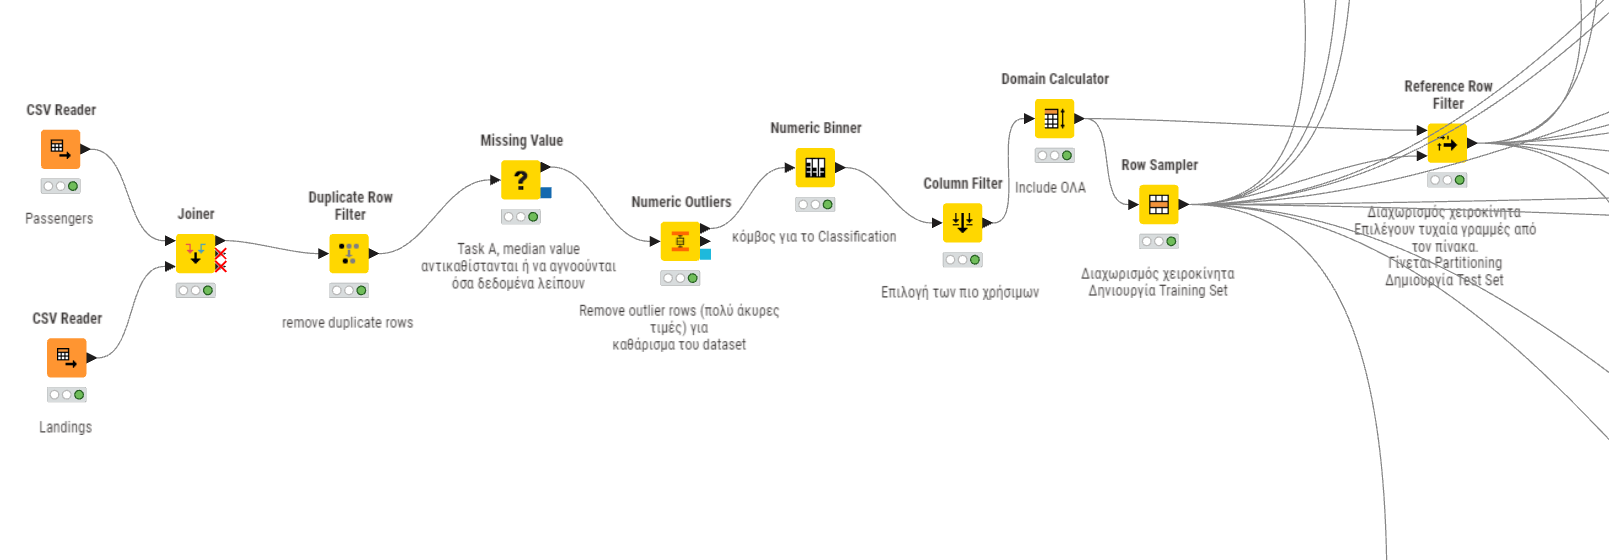 CSV Reader
Passengers
CSV Reader
Landings
Joiner
Duplicate Row
Filter
remove duplicate rows
Missing Value
?
Task A, median value
αντικαθίστανται ή να αγνοούνται
όσα δεδομένα λείπουν
Numeric Outliers
Remove outlier rows (πολύ άκυρες
τιμές) για
καθάρισμα του dataset
Numeric Binner
κόμβος για το Classification
Column Filter
Επιλογή των πιο χρήσιμων
Domain Calculator
Include ΟΛΑ
Row Sampler
Διαχωρισμός χειροκίνητα
Δηνιουργία Training Set
Reference Row
Filter
Διαχωρισμός χειροκίνητα
Επιλέγουν τυχαία γραμμές από
τον πίνακα.
Γίνεται Partitioning
Δημιουργία Test Set